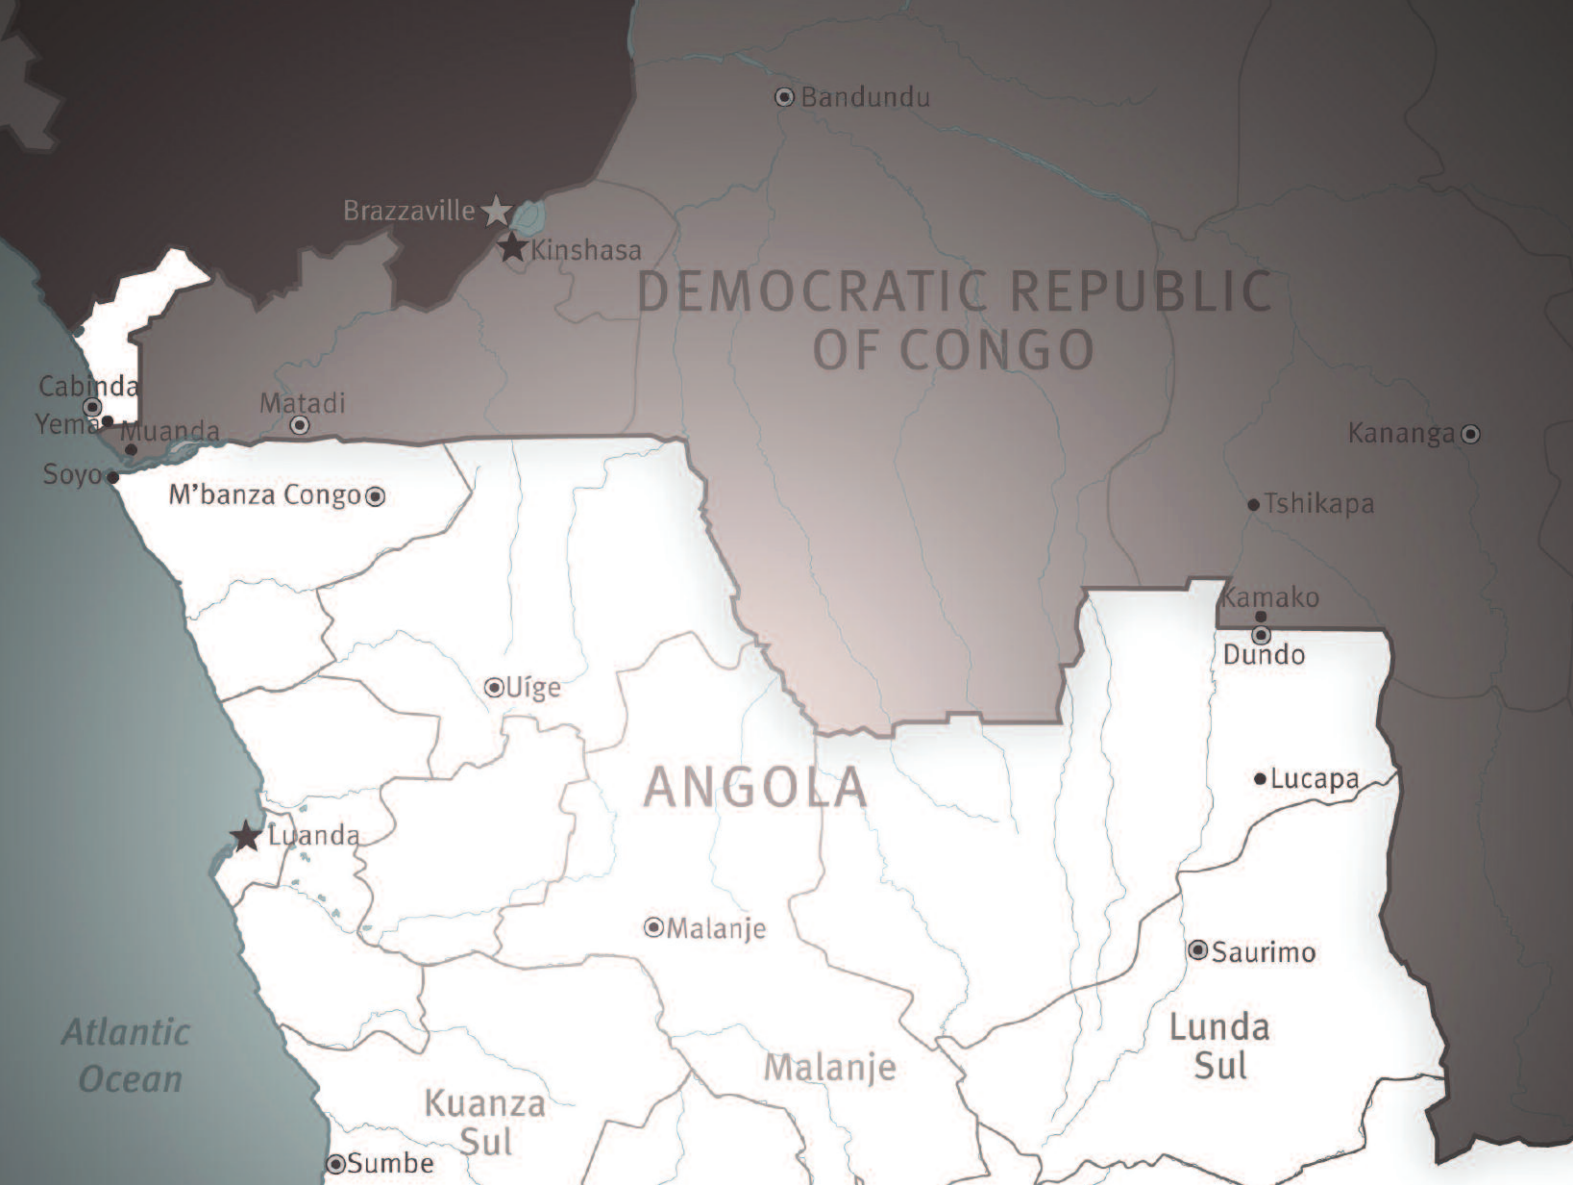 Bandundu
Brazzaville
Kinshasa
DEMOCRATIC REPUBLIC
OF CONGO
Cabinda
Matadi
Yema
Muanda
Kananga
Soyo
M'banza Congo
Tshikapa
Kamako
Dundo
Uíge
ANGOLA
Lucapa
Luanda
Malanje
Saurimo
Atlantic
Ocean
Lunda
Sul
Malanje
Kuanza
Sul
Sumbe